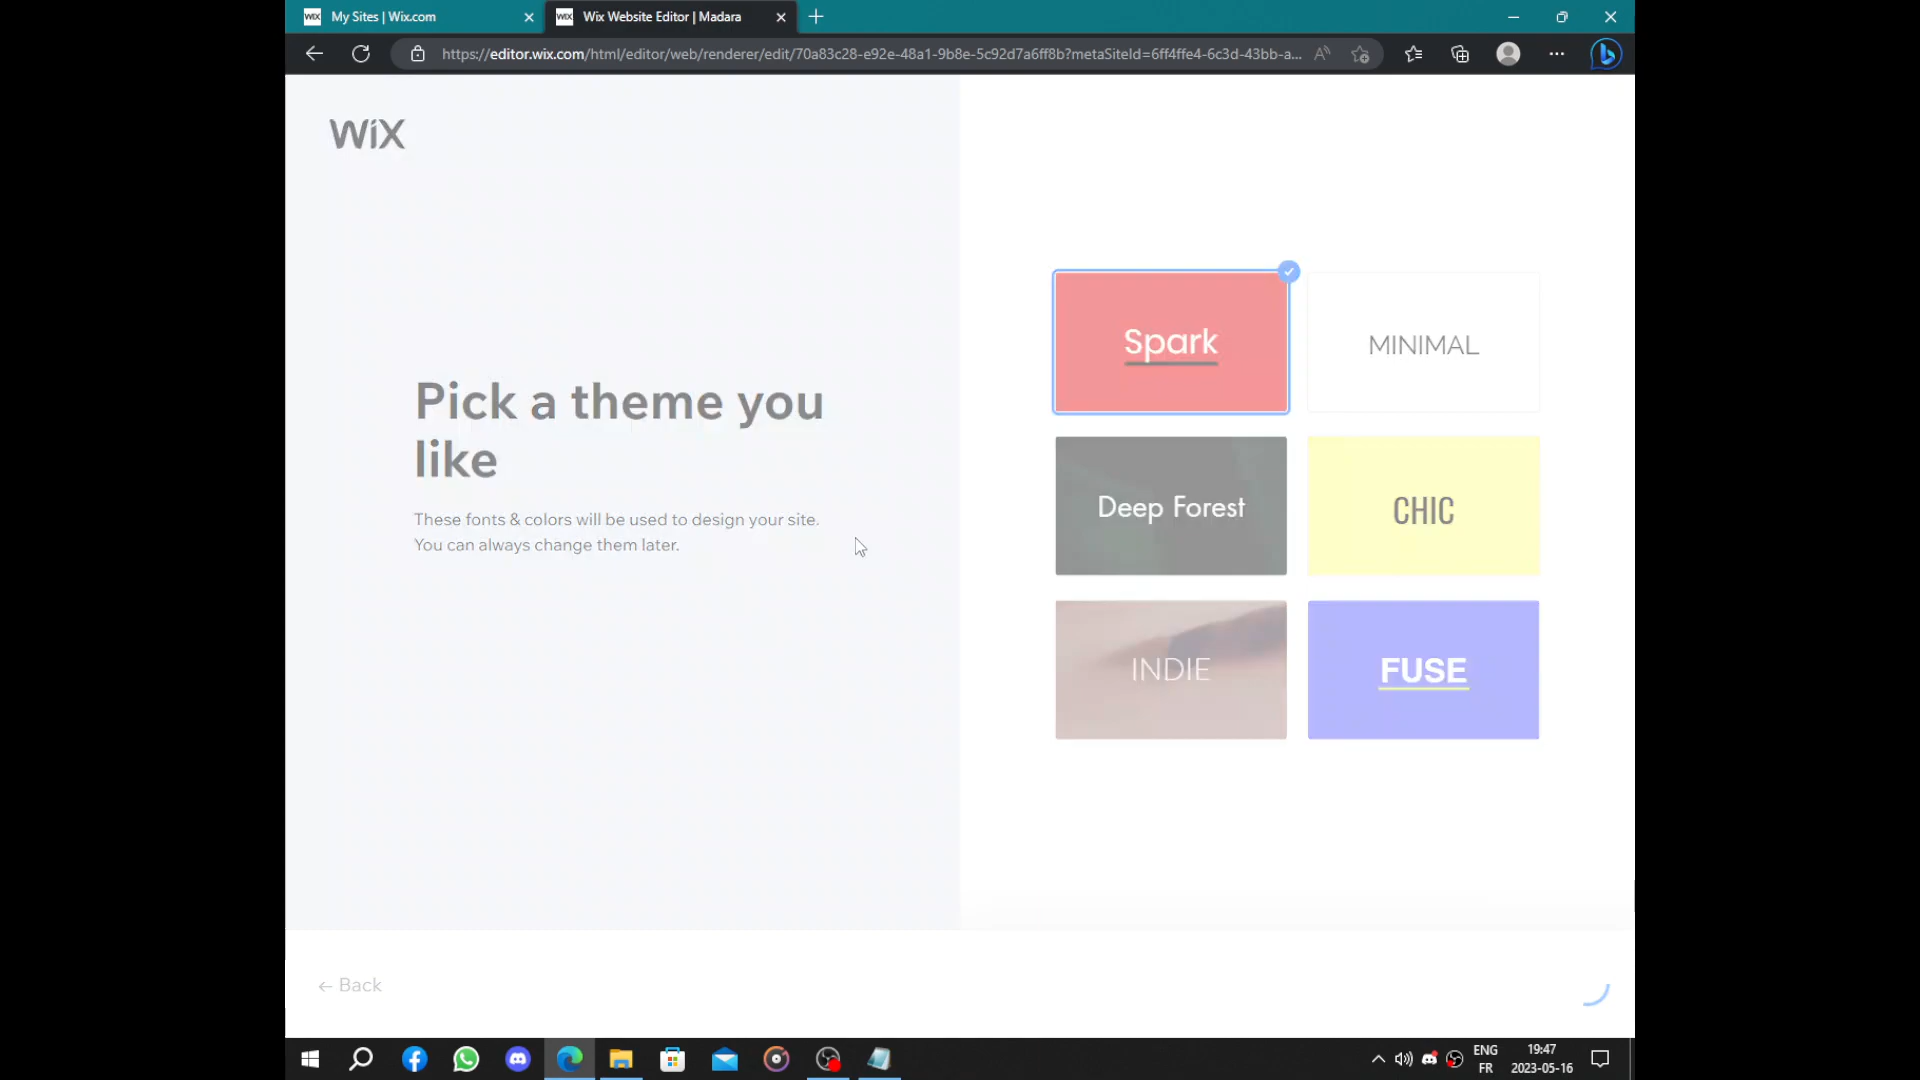 WIX My Sites | Wix.com
WIX Wix Website Editor | Madara
https://editor.wix.com/html/editor/web/renderer/edit/70a83c28-e92e-48a1-9b8e-5c92d7a6ff8b?metaSiteId=6ff4ffe4-6c3d-43bb-a...
WiX
Pick a theme you
like
These fonts & colors will be used to design your site.
You can always change them later.
Spark
MINIMAL
Deep Forest
CHIC
INDIE
FUSE
← Back
ENG
FR
19:47
2023-05-16